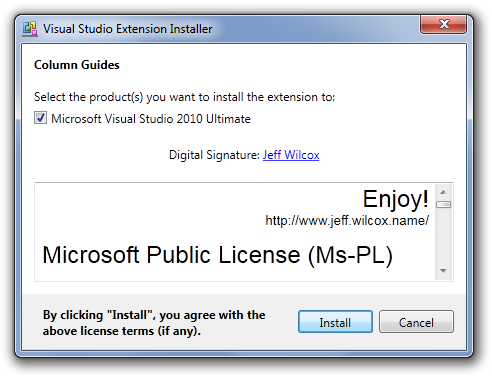 Visual Studio Extension Installer
Column Guides
Select the product(s) you want to install the extension to:
Microsoft Visual Studio 2010 Ultimate
Digital Signature: Jeff Wilcox
Enjoy!
http://www.jeff.wilcox.name/
Microsoft Public License (Ms-PL)
By clicking "Install", you agree with the
above license terms (if any).
Install
Cancel